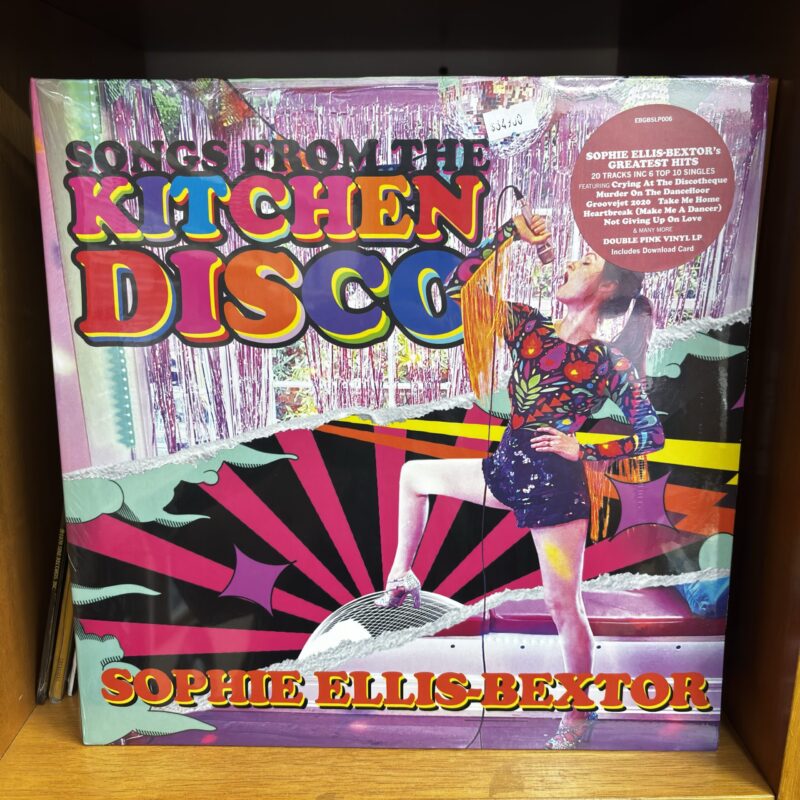 $34.90
SONGS FROM THE
KITCHEN
DISCO
EBGBSLP006
SOPHIE ELLIS-BEXTOR's
GREATEST HITS
20 TRACKS INC 6 TOP 10 SINGLES
FEATURING Crying At The Discotheque
Murder On The Dancefloor
Groovejet 2020 Take Me Home
Heartbreak (Make Me A Dancer)
Not Giving Up On Love
& MANY MORE
DOUBLE PINK VINYL LP
Includes Download Card
SOPHIE ELLIS-BEXTOR